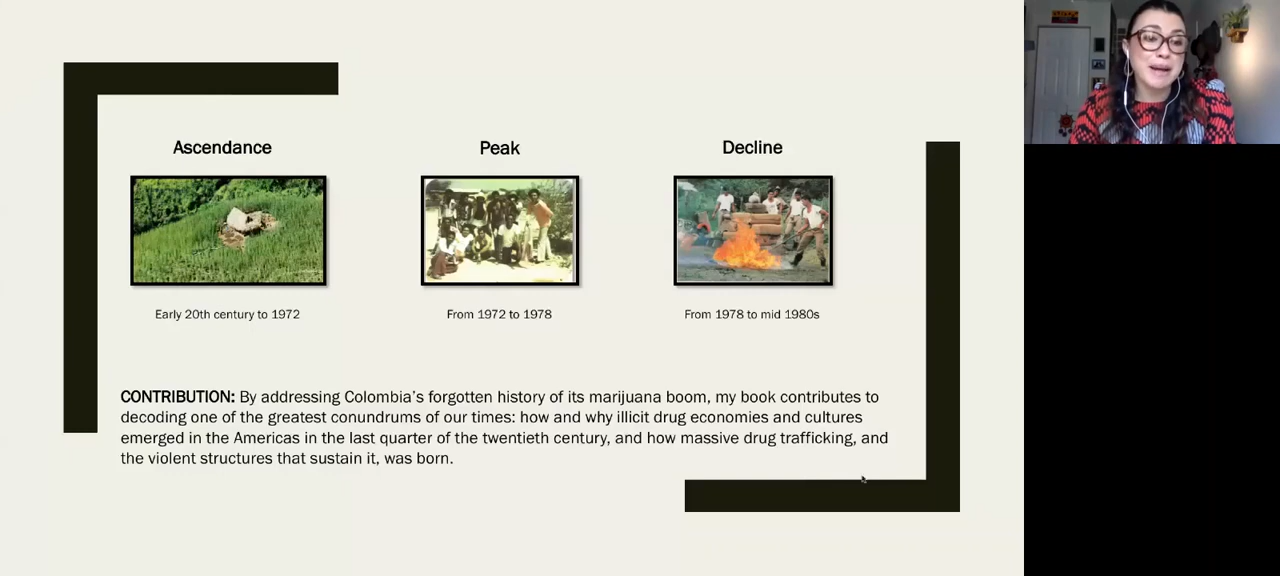 Ascendance
Peak
Decline
Early 20th century to 1972
From 1972 to 1978
From 1978 to mid 1980s
CONTRIBUTION: By addressing Colombia's forgotten history of its marijuana boom, my book contributes to
decoding one of the greatest conundrums of our times: how and why illicit drug economies and cultures
emerged in the Americas in the last quarter of the twentieth century, and how massive drug trafficking, and
the violent structures that sustain it, was born.